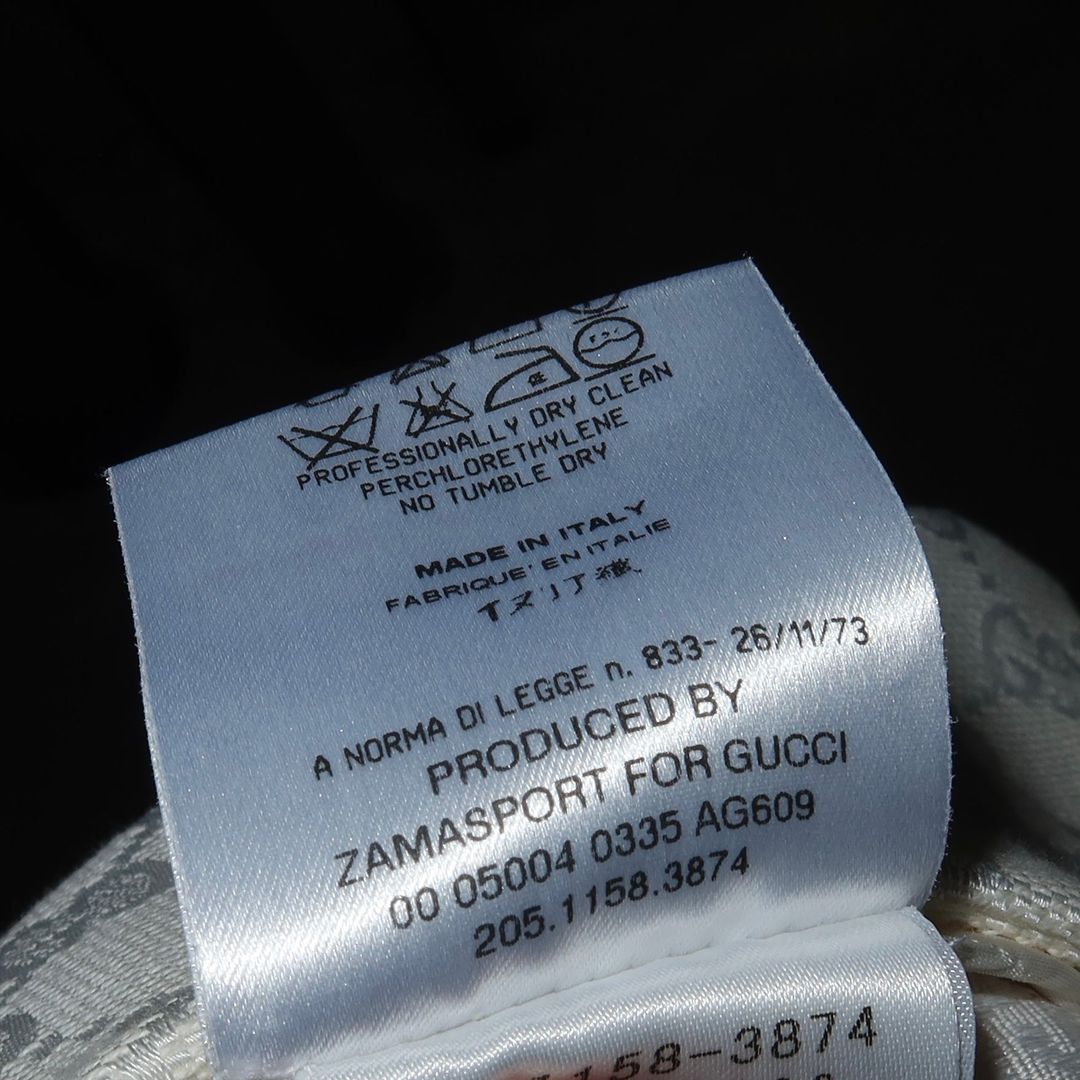 PROFESSIONALLY DRY CLEAN
PERCHLORETHYLENE
NO TUMBLE DRY
MADE IN ITALY
FABRIQUE' EN ITALIE
A NORMA DI LEGGE n. 833- 26/11/73
PRODUCED BY
ZAMASPORT FOR GUCCI
00 05004 0335 AG609
205.1158.3874
1158-3874